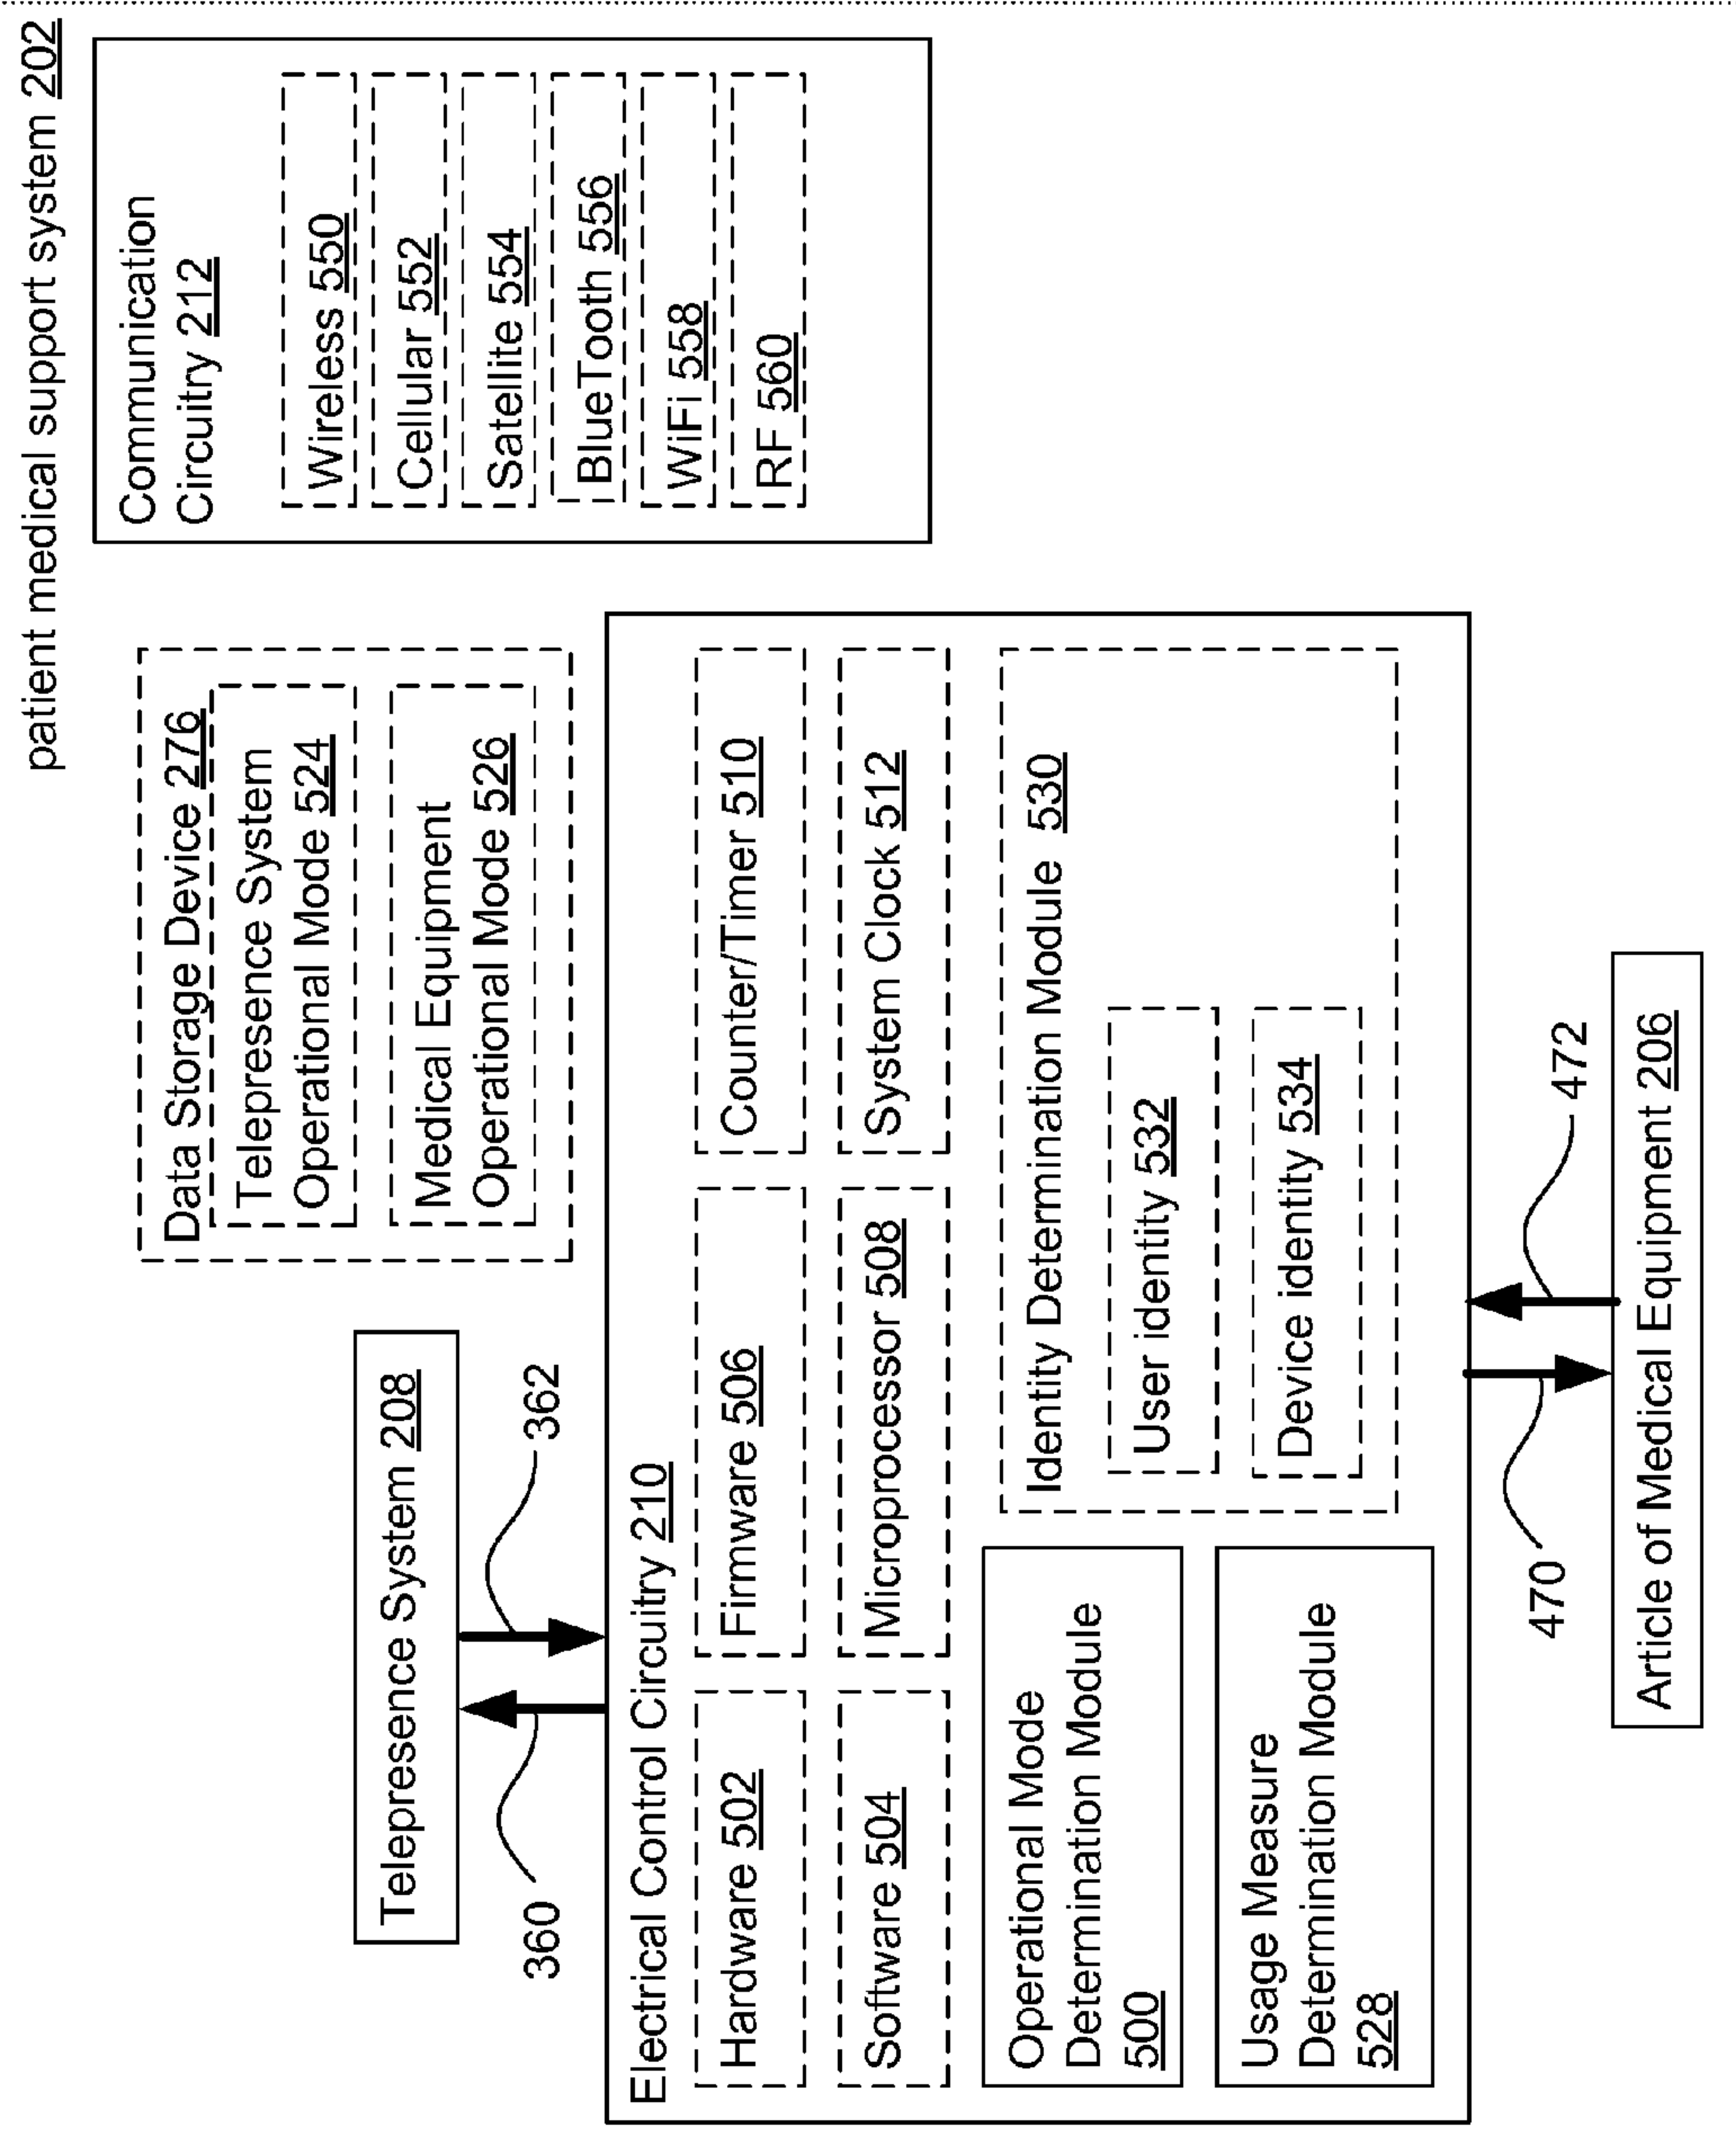 patient medical support system 202
Telepresence System 208
360
362
Data Storage Device 276
Telepresence System
Operational Mode 524
Medical Equipment
Operational Mode 526
Communication
Circuitry 212
Wireless 550
Cellular 552
Satellite 554
BlueTooth 556
WiFi 558
RF 560
Electrical Control Circuitry 210
Hardware 502
Firmware 506
Counter/Timer 510
Software 504
Microprocessor 508
System Clock 512
Operational Mode
Determination Module
500
Usage Measure
Determination Module
528
Identity Determination Module 530
User identity 532
Device identity 534
470
472
Article of Medical Equipment 206